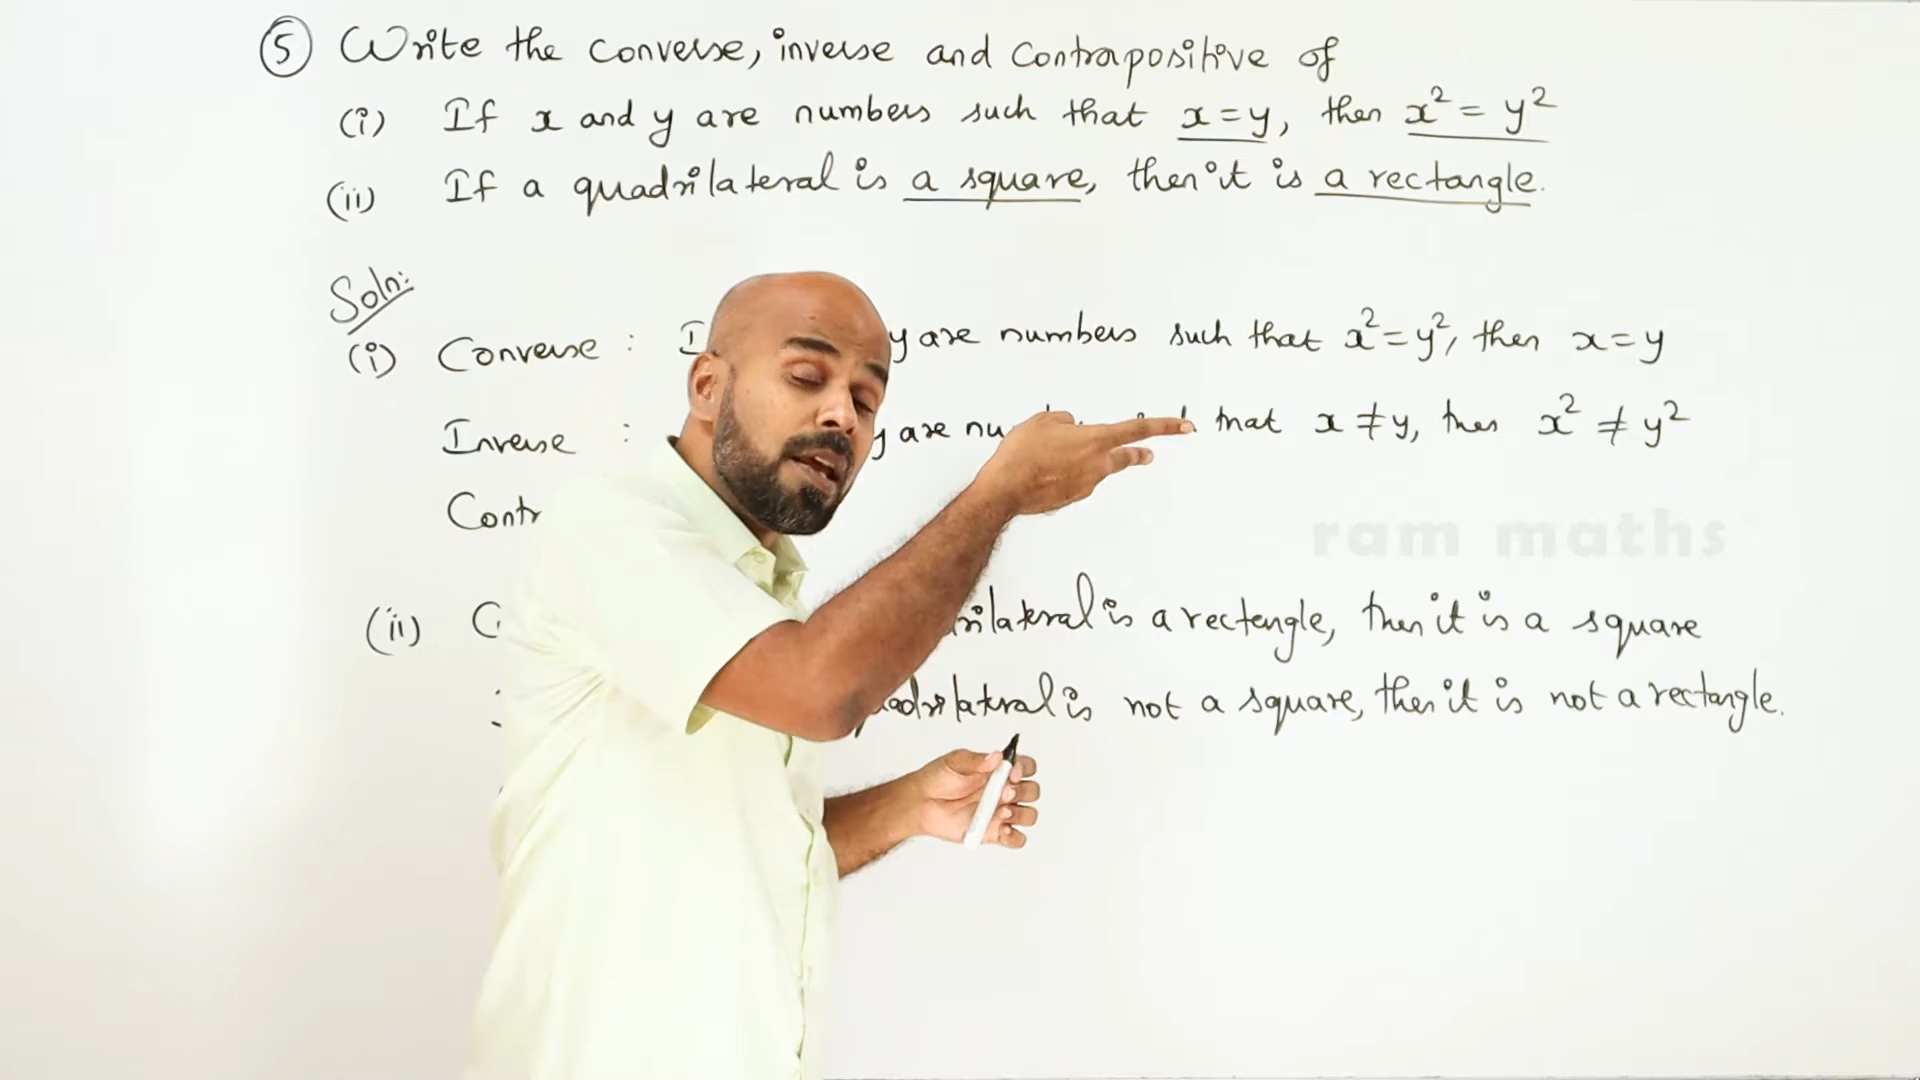 5 Write the converse, inverse and contrapositive of
(i) If x and y are numbers such that x = y, then x² = y²
(ii) If a quadrilateral is a square, then it is a rectangle.
Soln:
(i) Converse : I y are numbers such that x² = y², then x = y
Inverse : y are nu that x ≠ y, then x² ≠ y²
Contr
ram maths
(ii) C rilateral is a rectangle, then it is a square
uadrilateral is not a square, then it is not a rectangle.